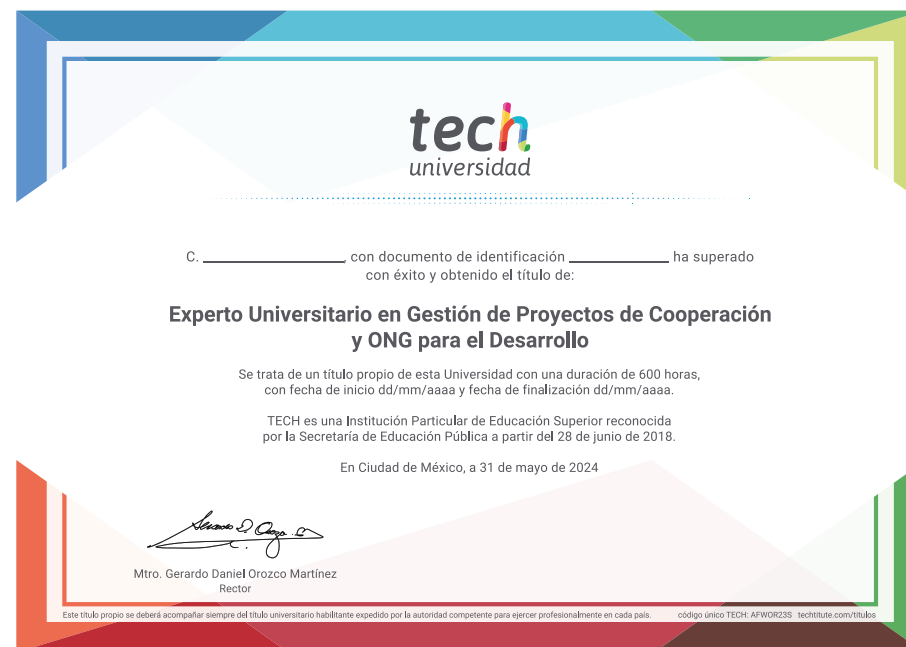 tech
universidad
C. ____________, con documento de identificación ____________ ha superado
con éxito y obtenido el título de:
Experto Universitario en Gestión de Proyectos de Cooperación
y ONG para el Desarrollo
Se trata de un título propio de esta Universidad con una duración de 600 horas,
con fecha de inicio dd/mm/aaaa y fecha de finalización dd/mm/aaaa.
TECH es una Institución Particular de Educación Superior reconocida
por la Secretaría de Educación Pública a partir del 28 de junio de 2018.
En Ciudad de México, a 31 de mayo de 2024
Mtro. Gerardo Daniel Orozco Martínez
Rector
Este título propio se deberá acompañar siempre del título universitario habilitante expedido por la autoridad competente para ejercer profesionalmente en cada país. código único TECH: AFWOR23S techtitute.com/titulos